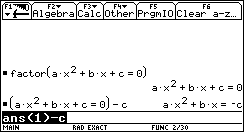 F1 F2 Algebra F3 Calc F4 Other F5 PrgmIO F6 Clear a-z...
▪ factor(a·x² + b·x + c = 0)
a·x² + b·x + c = 0
▪ (a·x² + b·x + c = 0) - c a·x² + b·x = -c
ans(1)-c
MAIN RAD EXACT FUNC 2/30